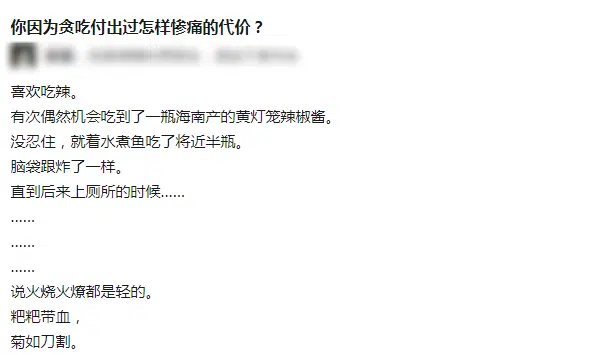 你因为贪吃付出过怎样惨痛的代价？
喜欢吃辣。
有次偶然机会吃到了一瓶海南产的黄灯笼辣椒酱。
没忍住，就着水煮鱼吃了将近半瓶。
脑袋跟炸了一样。
直到后来上厕所的时候……
……
……
……
说火烧火燎都是轻的。
粑粑带血，
菊如刀割。